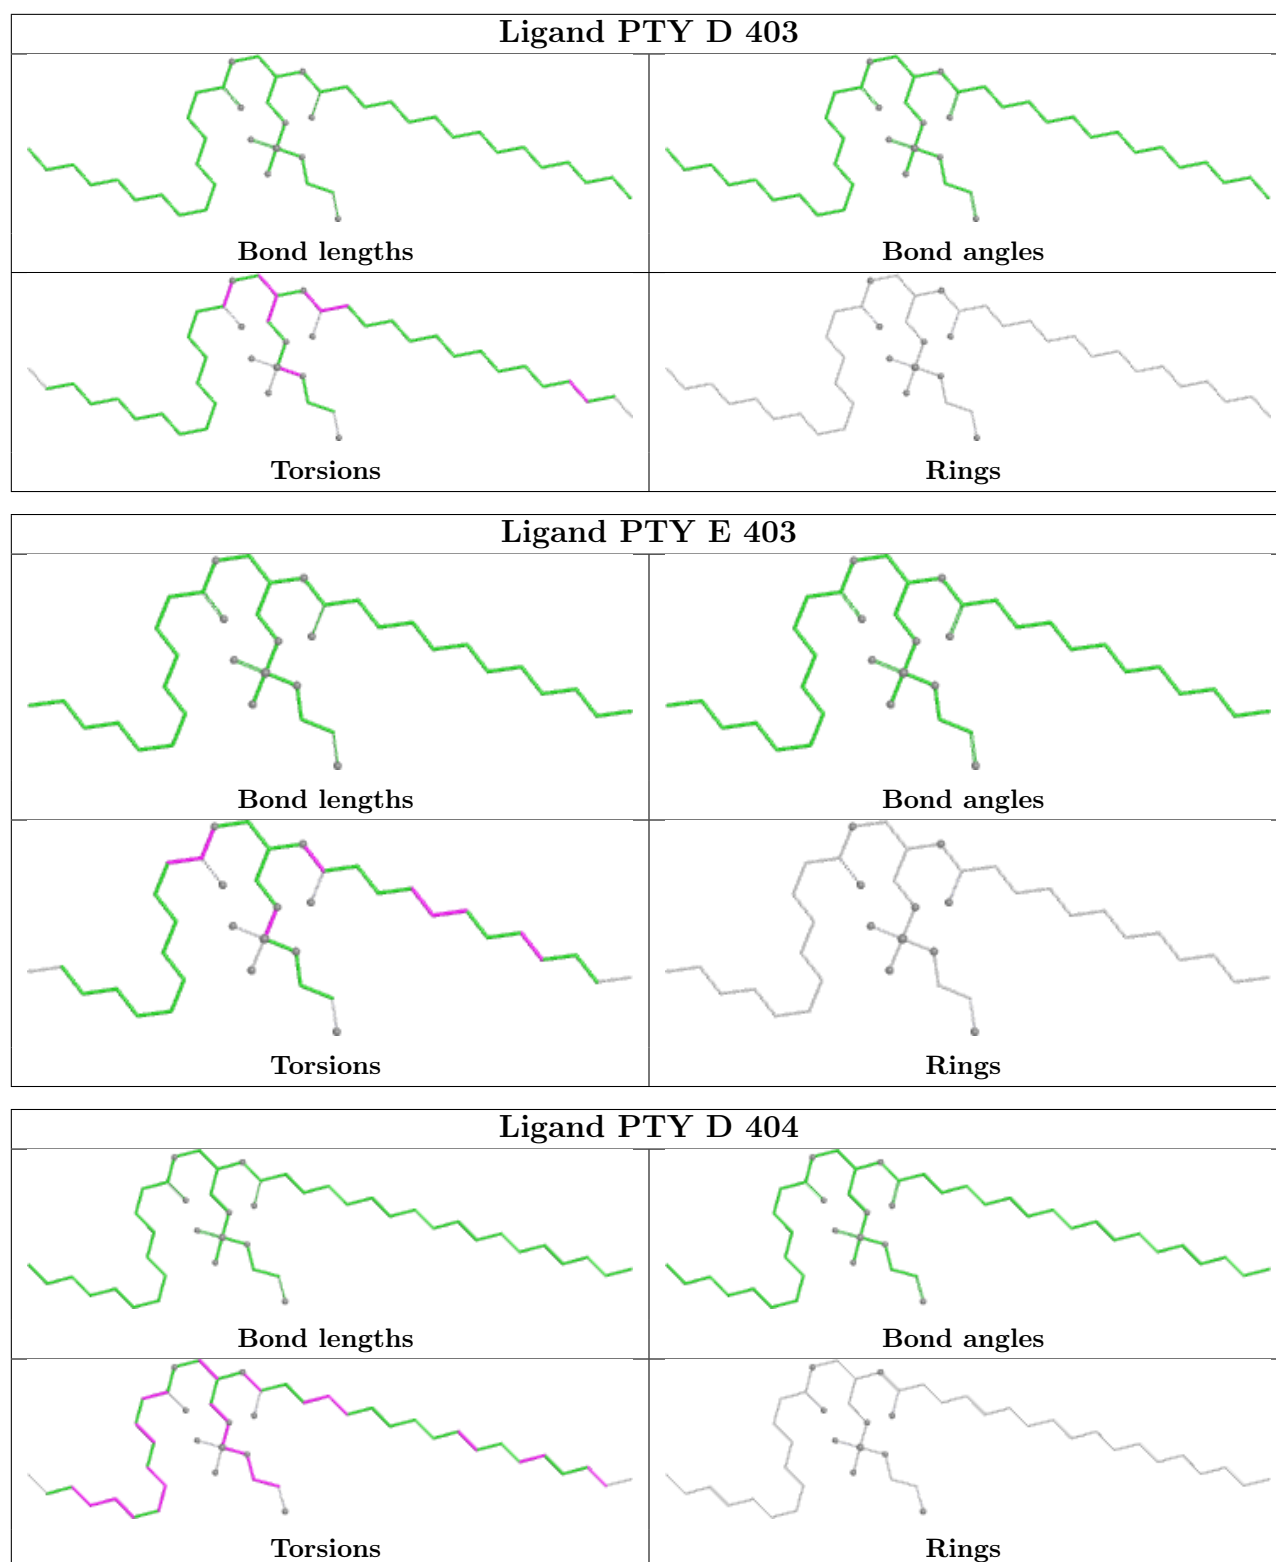 Ligand PTY D 403
Bond lengths
Bond angles
Torsions
Rings
Ligand PTY E 403
Bond lengths
Bond angles
Torsions
Rings
Ligand PTY D 404
Bond lengths
Bond angles
Torsions
Rings